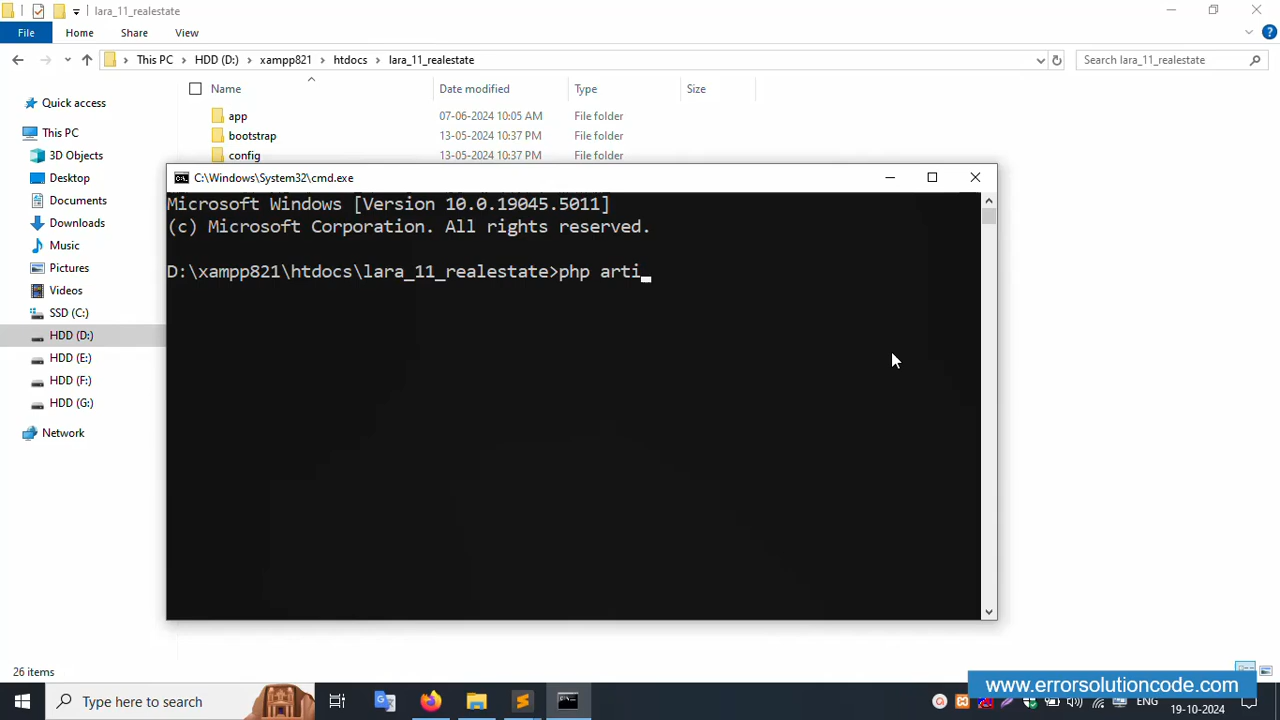 lara_11_realestate
File Home Share View
This PC HDD (D:) xampp821 htdocs lara_11_realestate
Search lara_11_realestate
Name Date modified Type Size
Quick access
This PC
3D Objects
Desktop
Documents
Downloads
Music
Pictures
Videos
SSD (C:)
HDD (D:)
HDD (E:)
HDD (F:)
HDD (G:)
Network
app 07-06-2024 10:05 AM File folder
bootstrap 13-05-2024 10:37 PM File folder
config 13-05-2024 10:37 PM File folder
C:\Windows\System32\cmd.exe
Microsoft Windows [Version 10.0.19045.5011]
(c) Microsoft Corporation. All rights reserved.
D:\xampp821\htdocs\lara_11_realestate>php arti
26 items
www.errorsolutioncode.com
Type here to search
ENG
19-10-2024